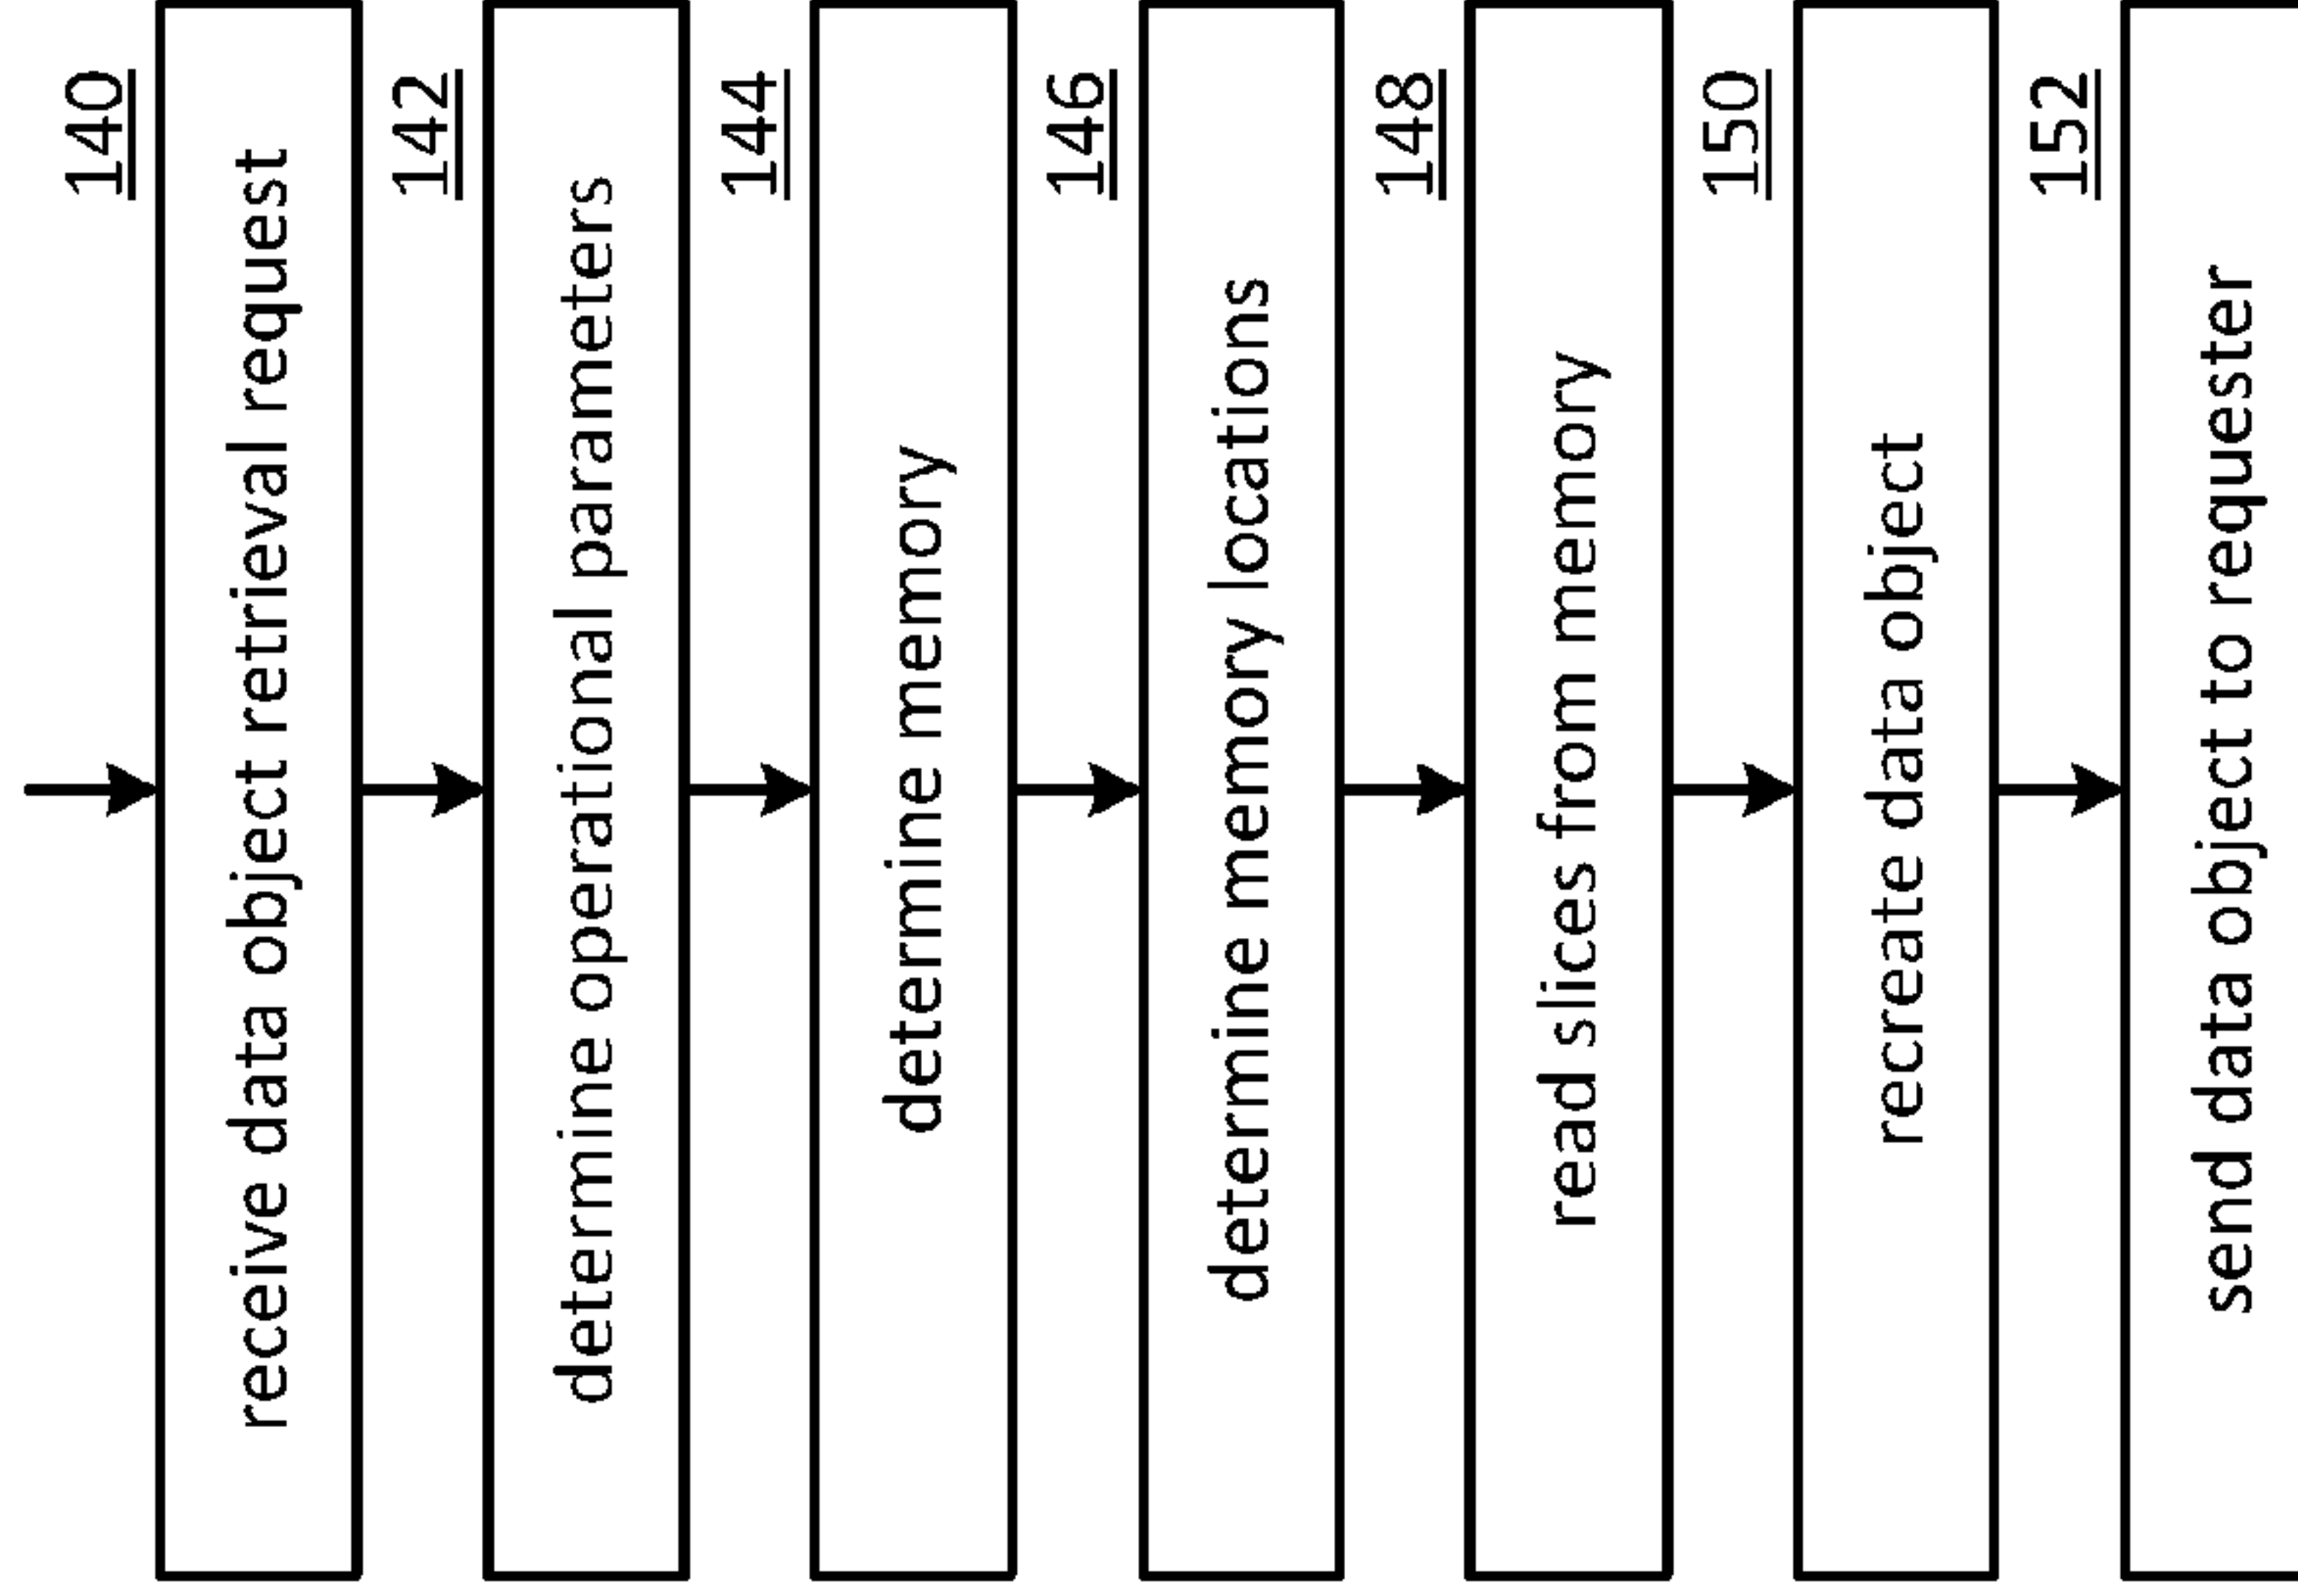 140
receive data object retrieval request
142
determine operational parameters
144
determine memory
146
determine memory locations
148
read slices from memory
150
recreate data object
152
send data object to requester